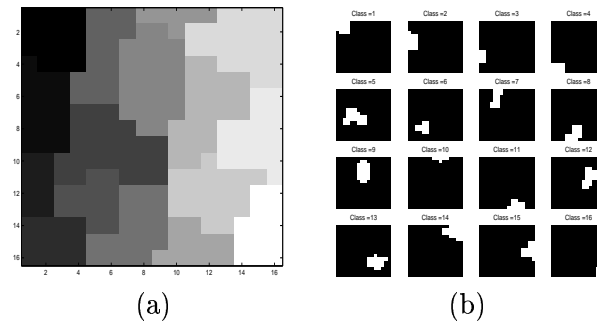 2
4
6
8
10
12
14
16
2 4 6 8 10 12 14 16
(a)
Class =1 Class =2 Class =3 Class =4
Class =5 Class =6 Class =7 Class =8
Class =9 Class =10 Class =11 Class =12
Class =13 Class =14 Class =15 Class =16
(b)